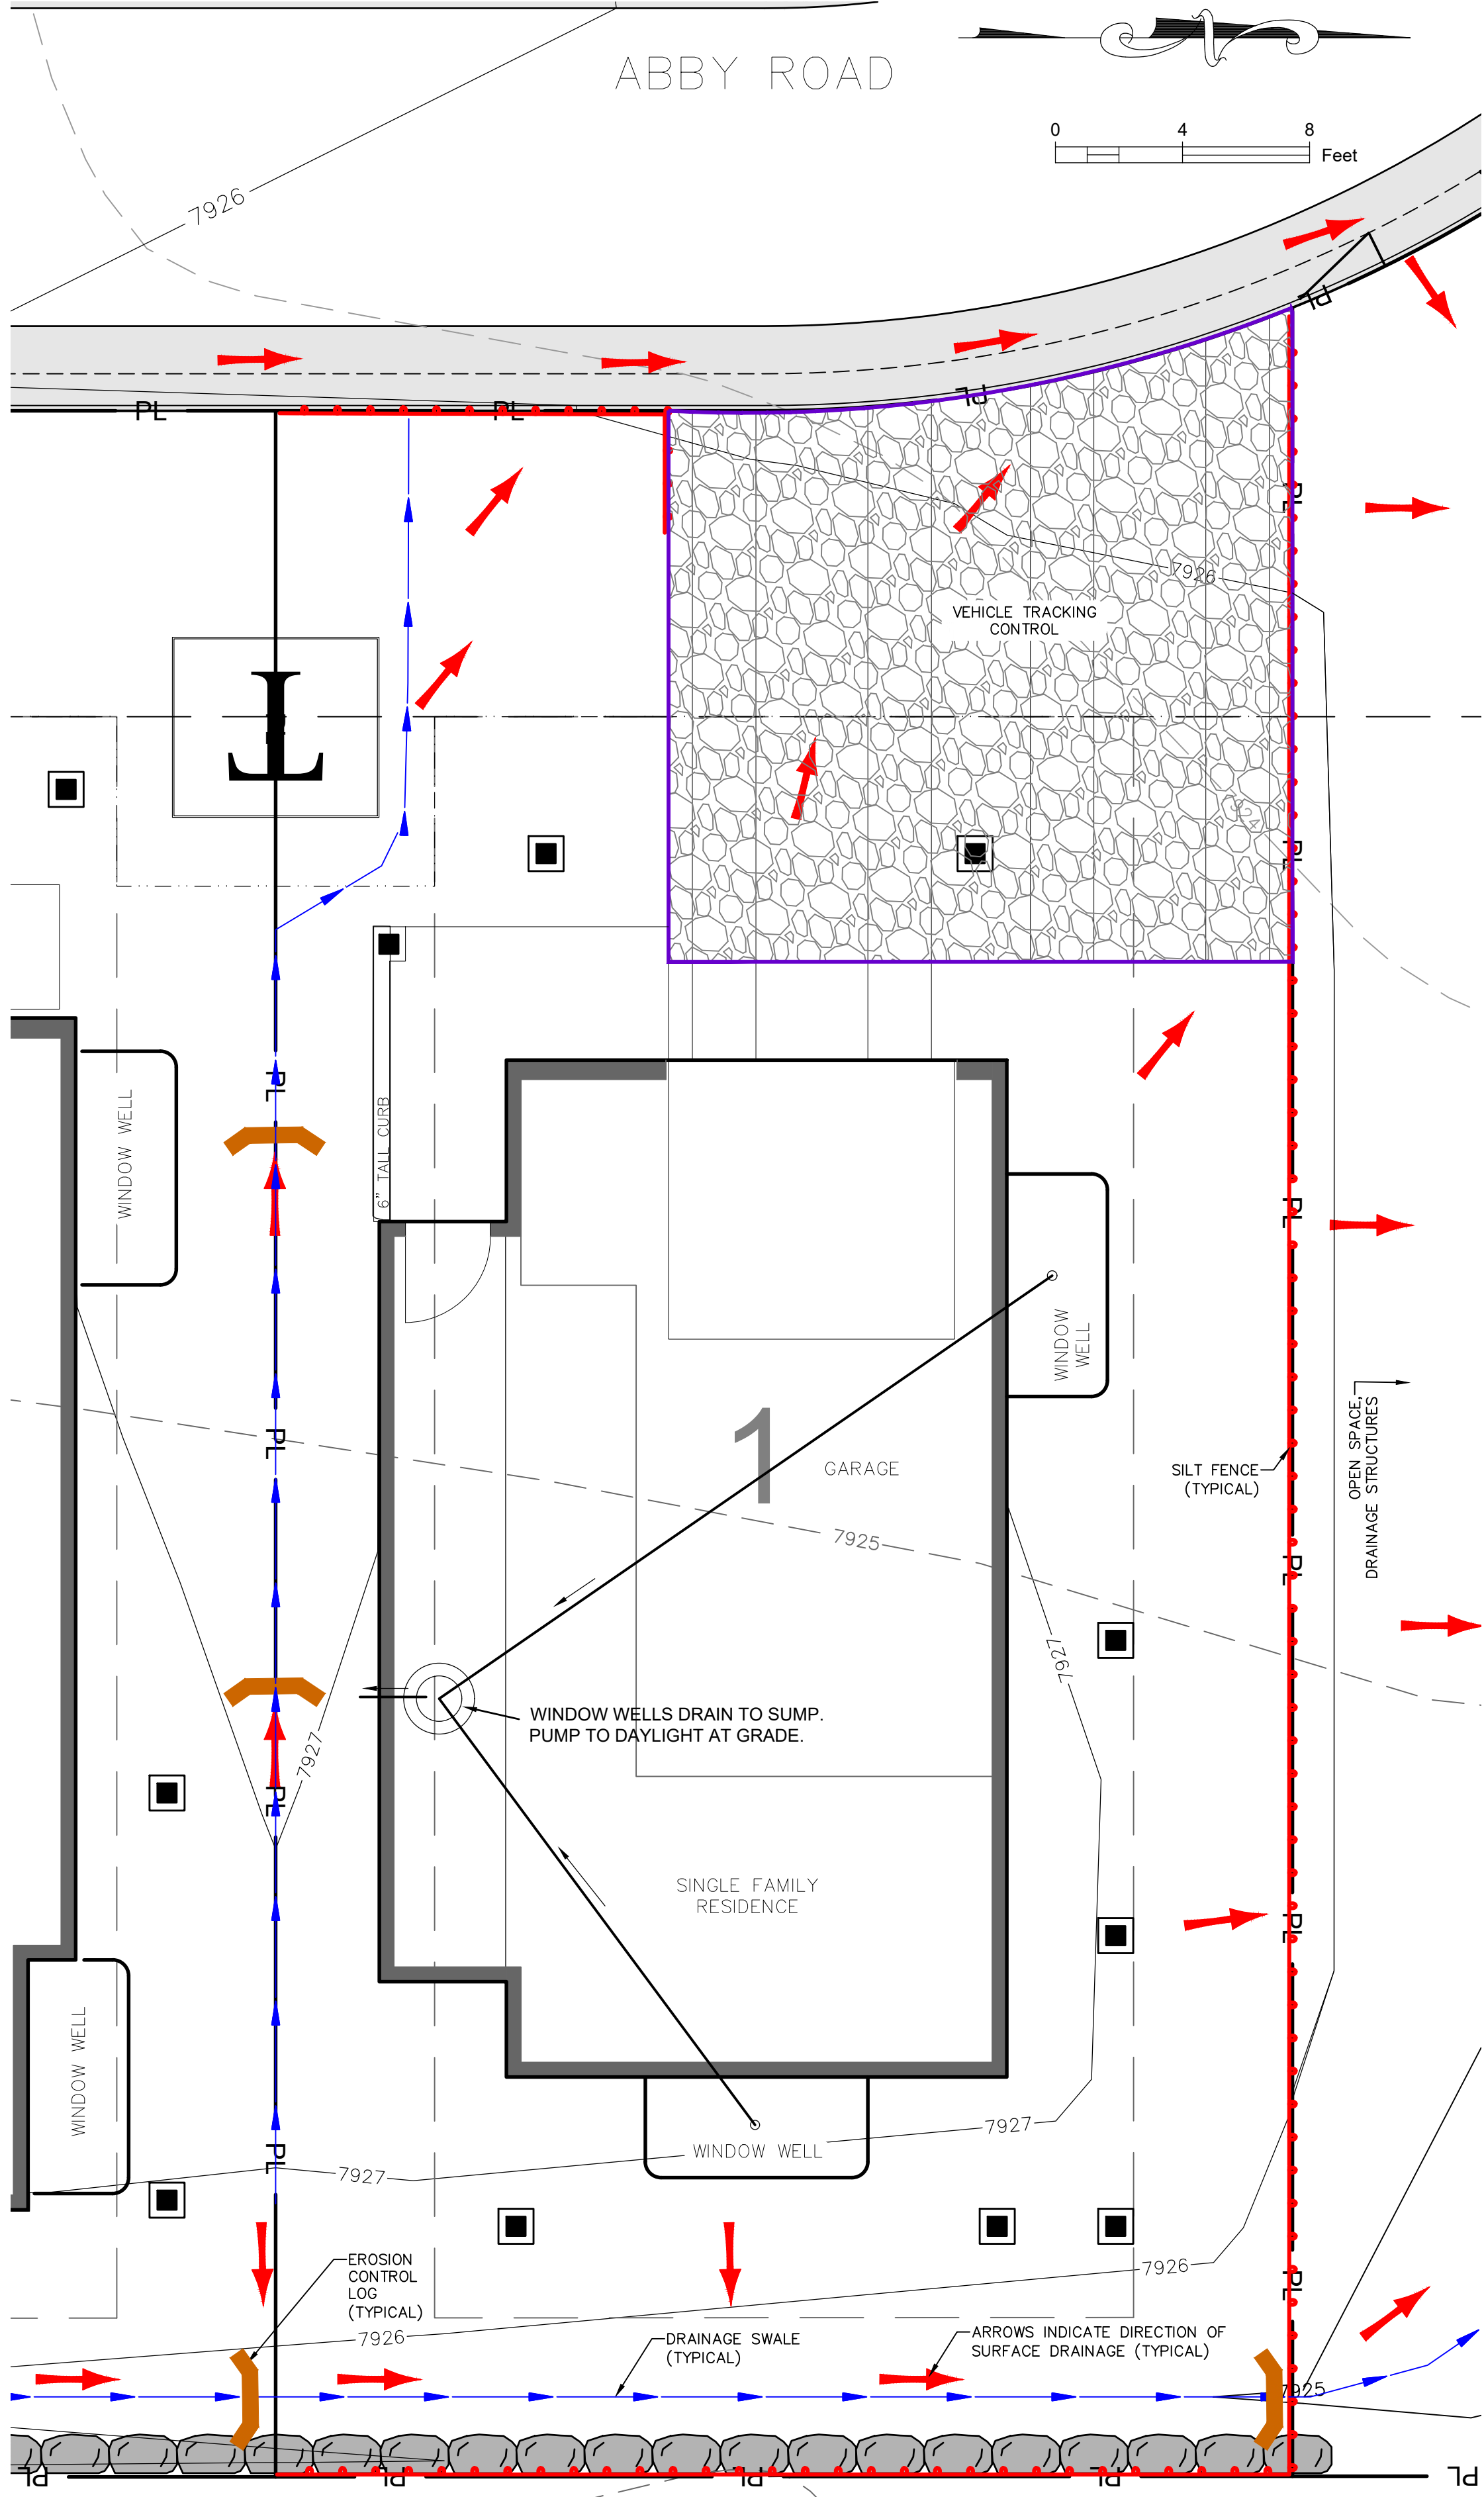 ABBY ROAD
0 4 8
Feet
7926
PL
PL
PL
PL
PL
7926
VEHICLE TRACKING
CONTROL
T
PL
PL
WINDOW WELL
6" TALL CURB
PL
WINDOW
WELL
PL
1
GARAGE
7925
SILT FENCE
(TYPICAL)
OPEN SPACE,
DRAINAGE STRUCTURES
PL
7927
7927
WINDOW WELLS DRAIN TO SUMP.
PUMP TO DAYLIGHT AT GRADE.
PL
SINGLE FAMILY
RESIDENCE
PL
WINDOW WELL
7927
WINDOW WELL
PL
7927
EROSION
CONTROL
LOG
(TYPICAL)
7926
PL
7926
DRAINAGE SWALE
(TYPICAL)
ARROWS INDICATE DIRECTION OF
SURFACE DRAINAGE (TYPICAL)
7925
PL
PL
PL
PL
PL